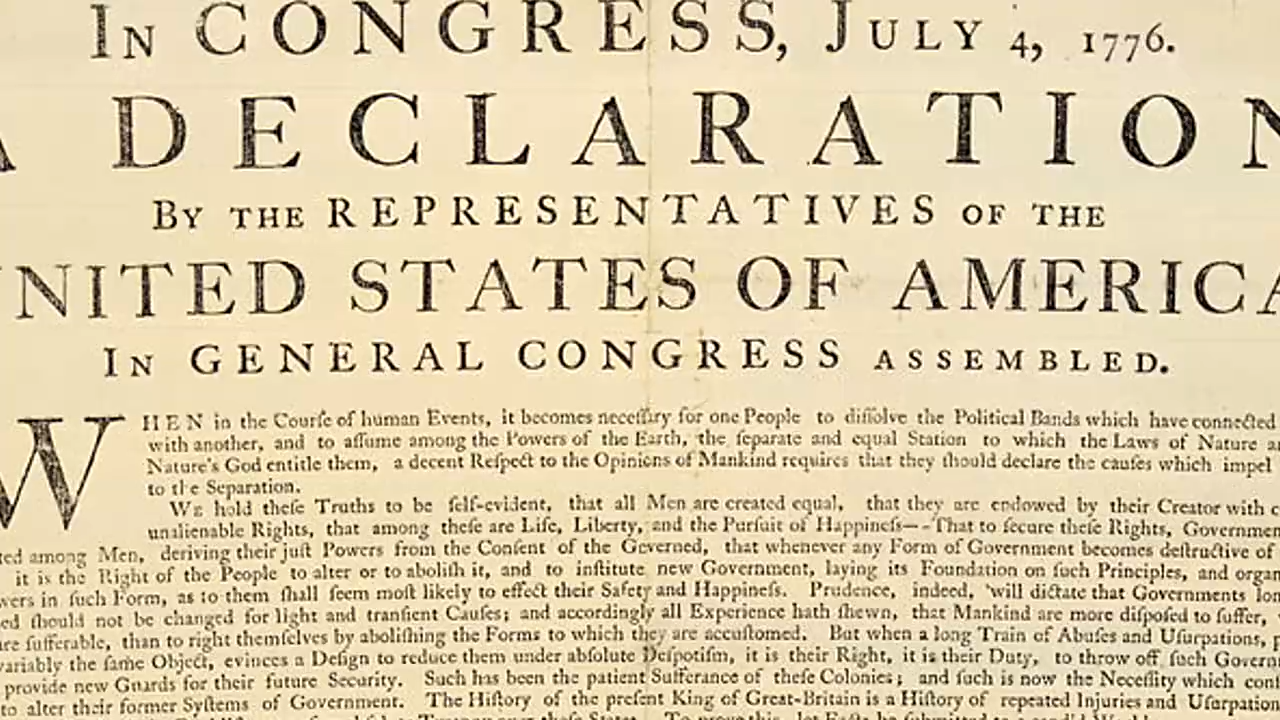 IN CONGRESS, JULY 4, 1776.
A DECLARATION
BY THE REPRESENTATIVES OF THE
NITED STATES OF AMERICA
IN GENERAL CONGRESS ASSEMBLED.
WHEN in the Courſe of human Events, it becomes neceſſary for one People to diſſolve the Political Bands which have connected
with another, and to aſſume among the Powers of the Earth, the ſeparate and equal Station to which the Laws of Nature a
Nature's God entitle them, a decent Reſpect to the Opinions of Mankind requires that they ſhould declare the cauſes which impel
to the Separation.
WE hold theſe Truths to be ſelf-evident, that all Men are created equal, that they are endowed by their Creator with c
unalienable Rights, that among theſe are Life, Liberty, and the Purſuit of Happineſs--That to ſecure theſe Rights, Governmen
ted among Men, deriving their juſt Powers from the Conſent of the Governed, that whenever any Form of Government becomes deſtructive of
it is the Right of the People to alter or to aboliſh it, and to inſtitute new Government, laying its Foundation on ſuch Principles, and organ
wers in ſuch Form, as to them ſhall ſeem moſt likely to effect their Safety and Happineſs. Prudence, indeed, will dictate that Governments lon
ed ſhould not be changed for light and tranſient Cauſes; and accordingly all Experience hath ſhewn, that Mankind are more diſpoſed to ſuffer,
are ſufferable, than to right themſelves by aboliſhing the Forms to which they are accuſtomed. But when a long Train of Abuſes and Uſurpations, p
variably the ſame Object, evinces a Deſign to reduce them under abſolute Deſpotiſm, it is their Right, it is their Duty, to throw off ſuch Governm
provide new Guards for their future Security. Such has been the patient Sufferance of theſe Colonies; and ſuch is now the Neceſſity which conſ
to alter their former Syſtems of Government. The Hiſtory of the preſent King of Great-Britain is a Hiſtory of repeated Injuries and Uſurpation